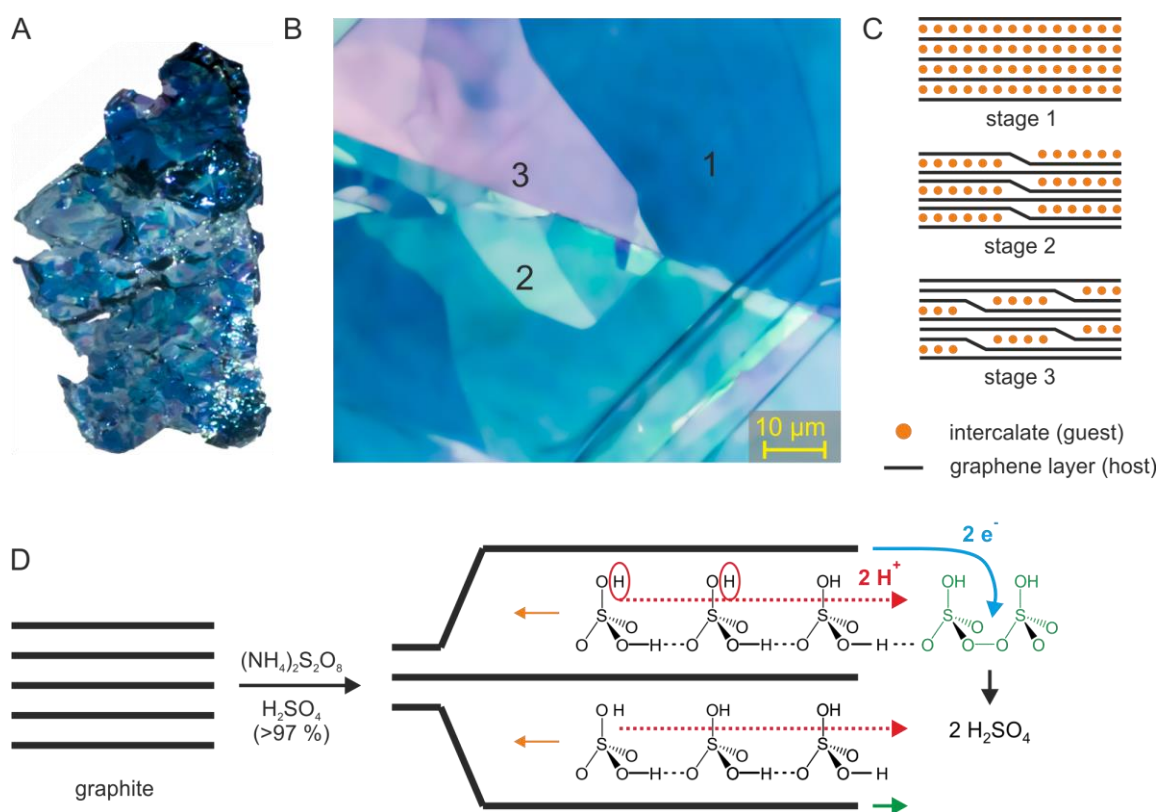 A
B
C
1
2
3
10 µm
stage 1
stage 2
stage 3
intercalate (guest)
graphene layer (host)
D
graphite
(NH₄)₂S₂O₈
H₂SO₄
(>97 %)
2 e⁻
2 H⁺
O H
O H
OH
OH
OH
S
S
S
S
S
O
O
O
O
O
O
O
O
O
O—H
O—H
O—H
O—O
2 H₂SO₄
O H
OH
OH
S
S
S
O
O
O
O
O
O
O—H
O—H
O—H